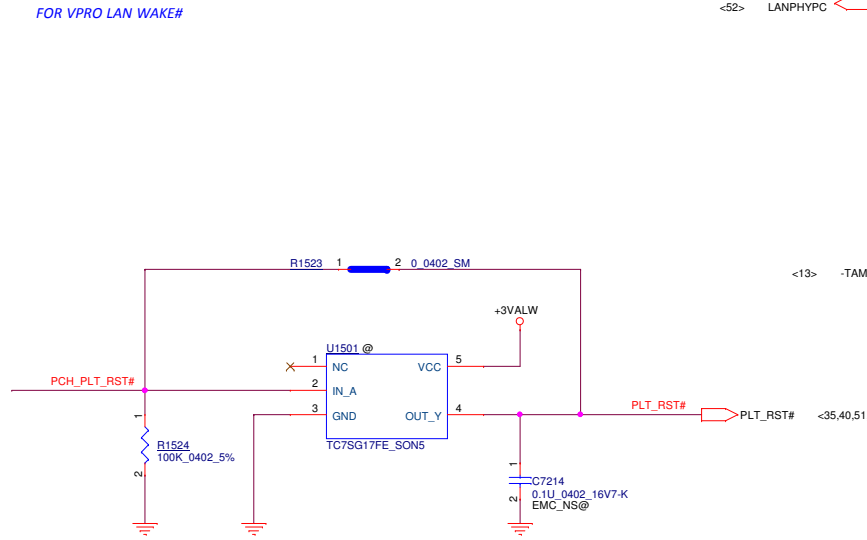 FOR VPRO LAN WAKE#
<52> LANPHYPC
R1523 1 2 0_0402_SM
<13> -TAM
+3VALW
U1501 @
1 NC VCC 5
PCH_PLT_RST#
2 IN_A
3 GND OUT_Y 4
PLT_RST#
PLT_RST# <35,40,51
TC7SG17FE_SON5
1
R1524
100K_0402_5%
2
1
C7214
0.1U_0402_16V7-K
2
EMC_NS@